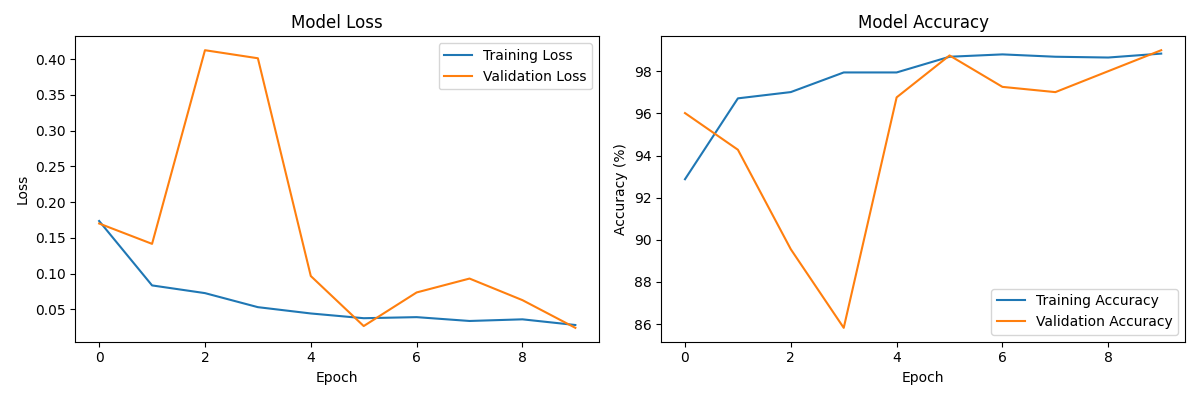 Model Loss
Training Loss
Validation Loss
0.40
0.35
0.30
0.25
0.20
0.15
0.10
0.05
Loss
0 2 4 6 8
Epoch
Model Accuracy
98
96
94
92
90
88
86
Accuracy (%)
Training Accuracy
Validation Accuracy
0 2 4 6 8
Epoch